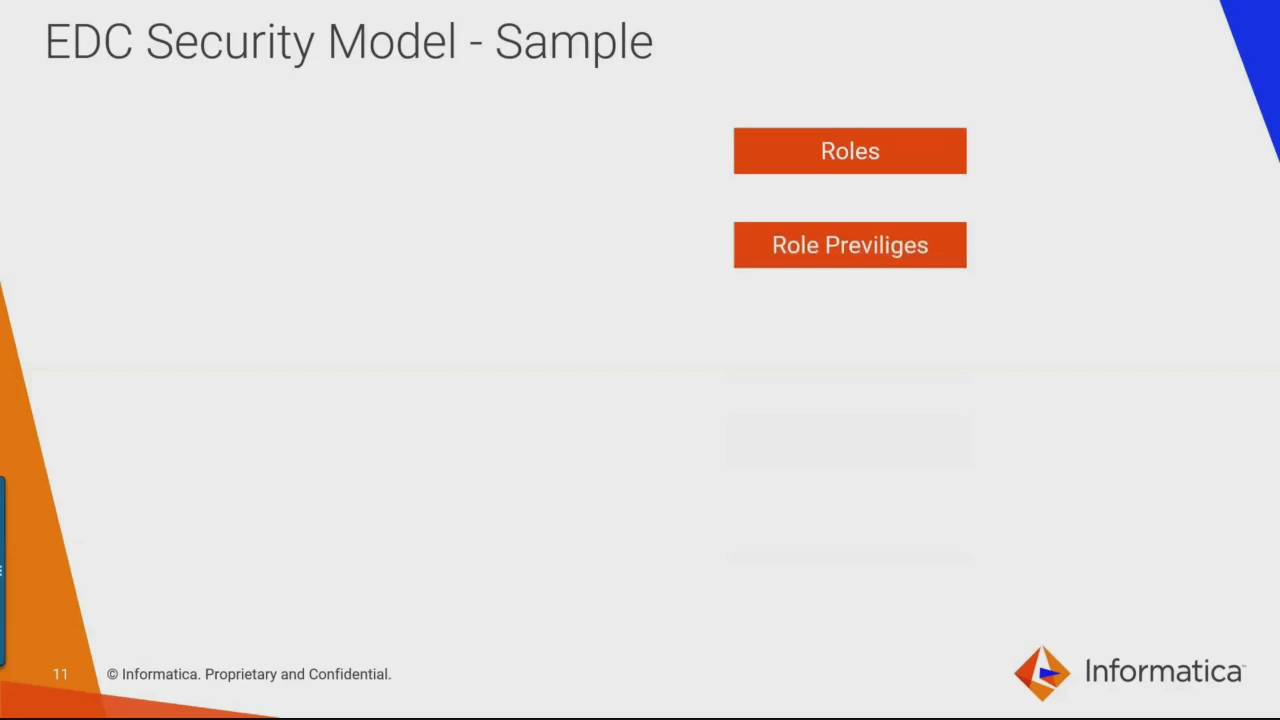 EDC Security Model - Sample
Roles
Role Previliges
11
© Informatica. Proprietary and Confidential.
Informatica